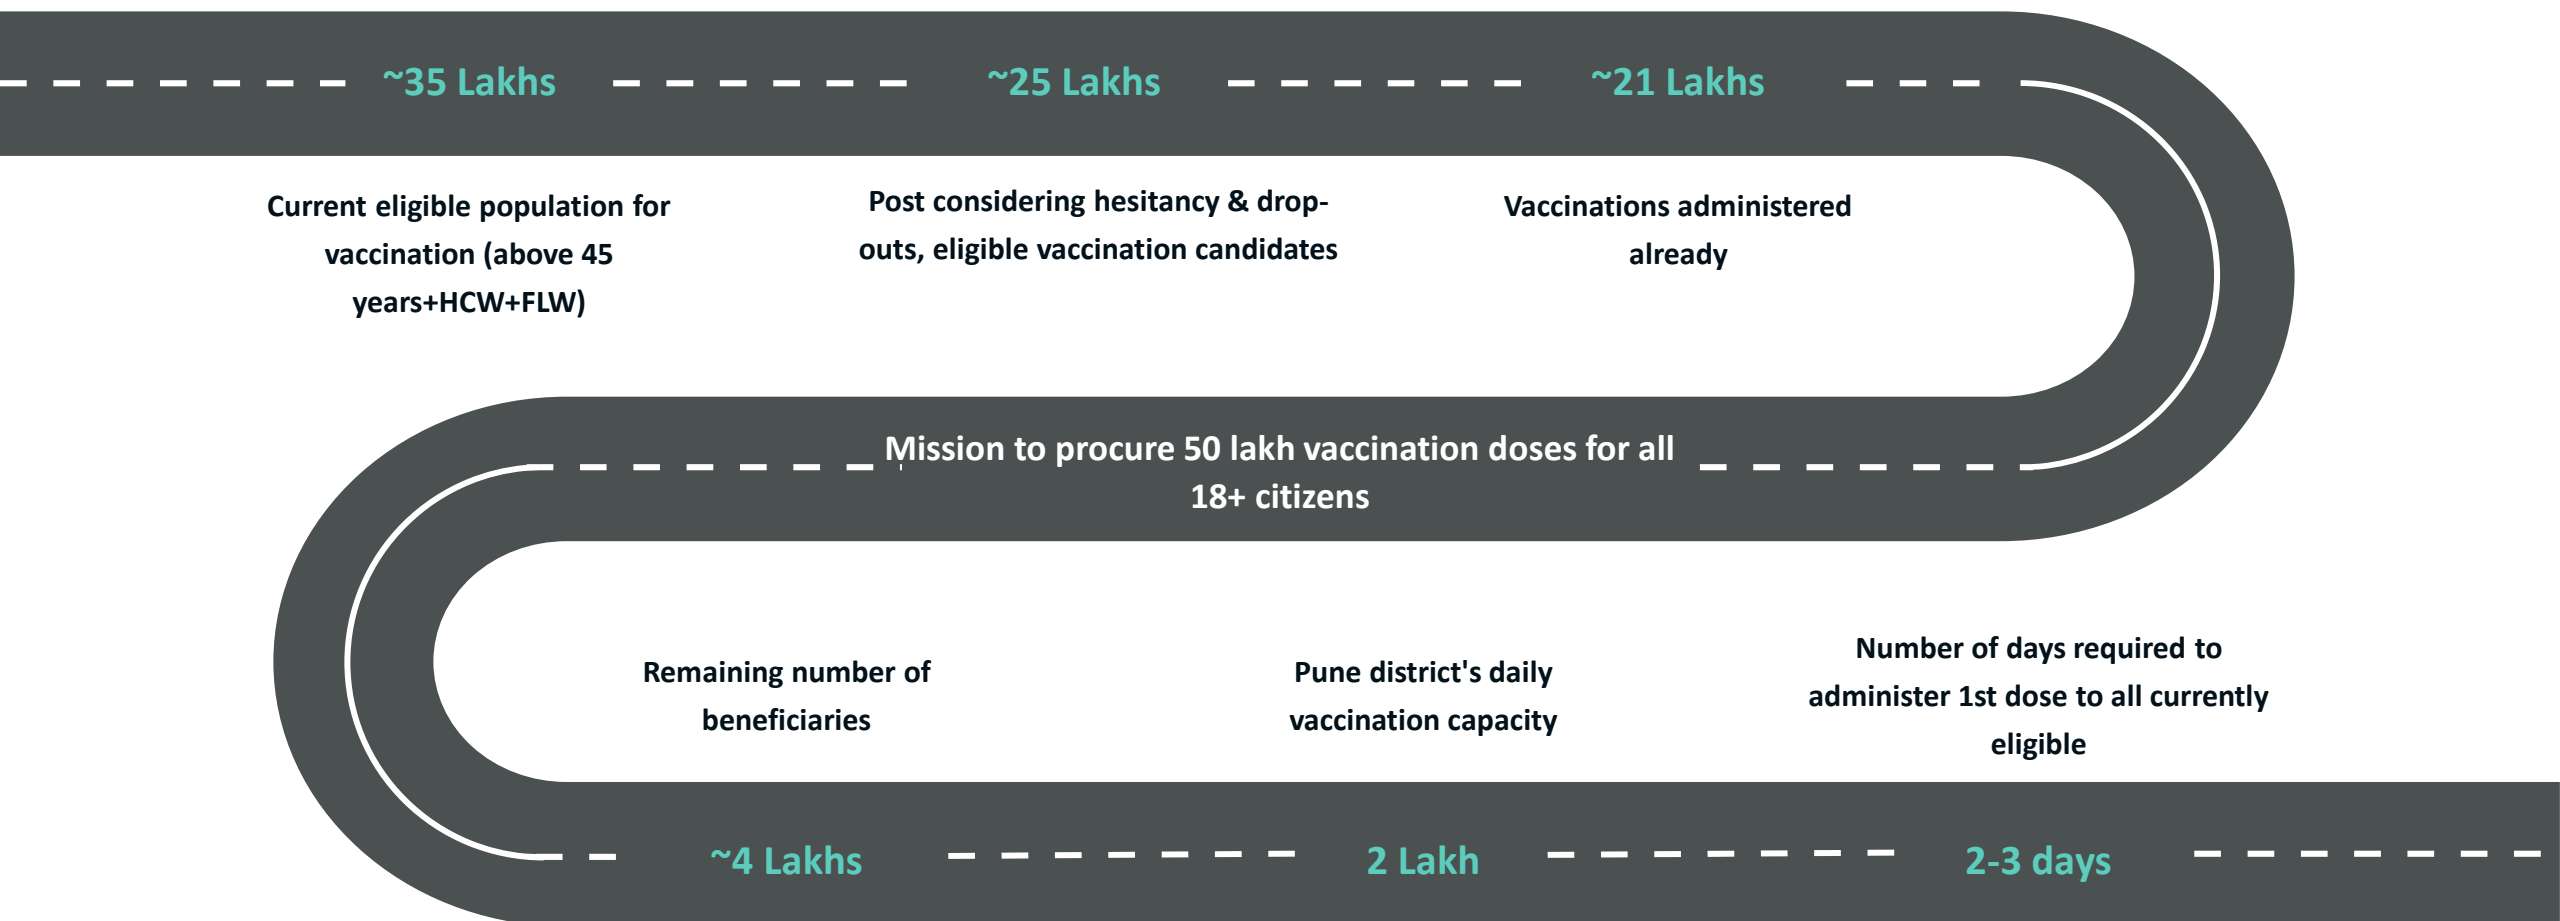 ~35 Lakhs
~25 Lakhs
~21 Lakhs
Current eligible population for
vaccination (above 45
years+HCW+FLW)
Post considering hesitancy & drop-
outs, eligible vaccination candidates
Vaccinations administered
already
Mission to procure 50 lakh vaccination doses for all
18+ citizens
Remaining number of
beneficiaries
Pune district's daily
vaccination capacity
Number of days required to
administer 1st dose to all currently
eligible
~4 Lakhs
2 Lakh
2-3 days